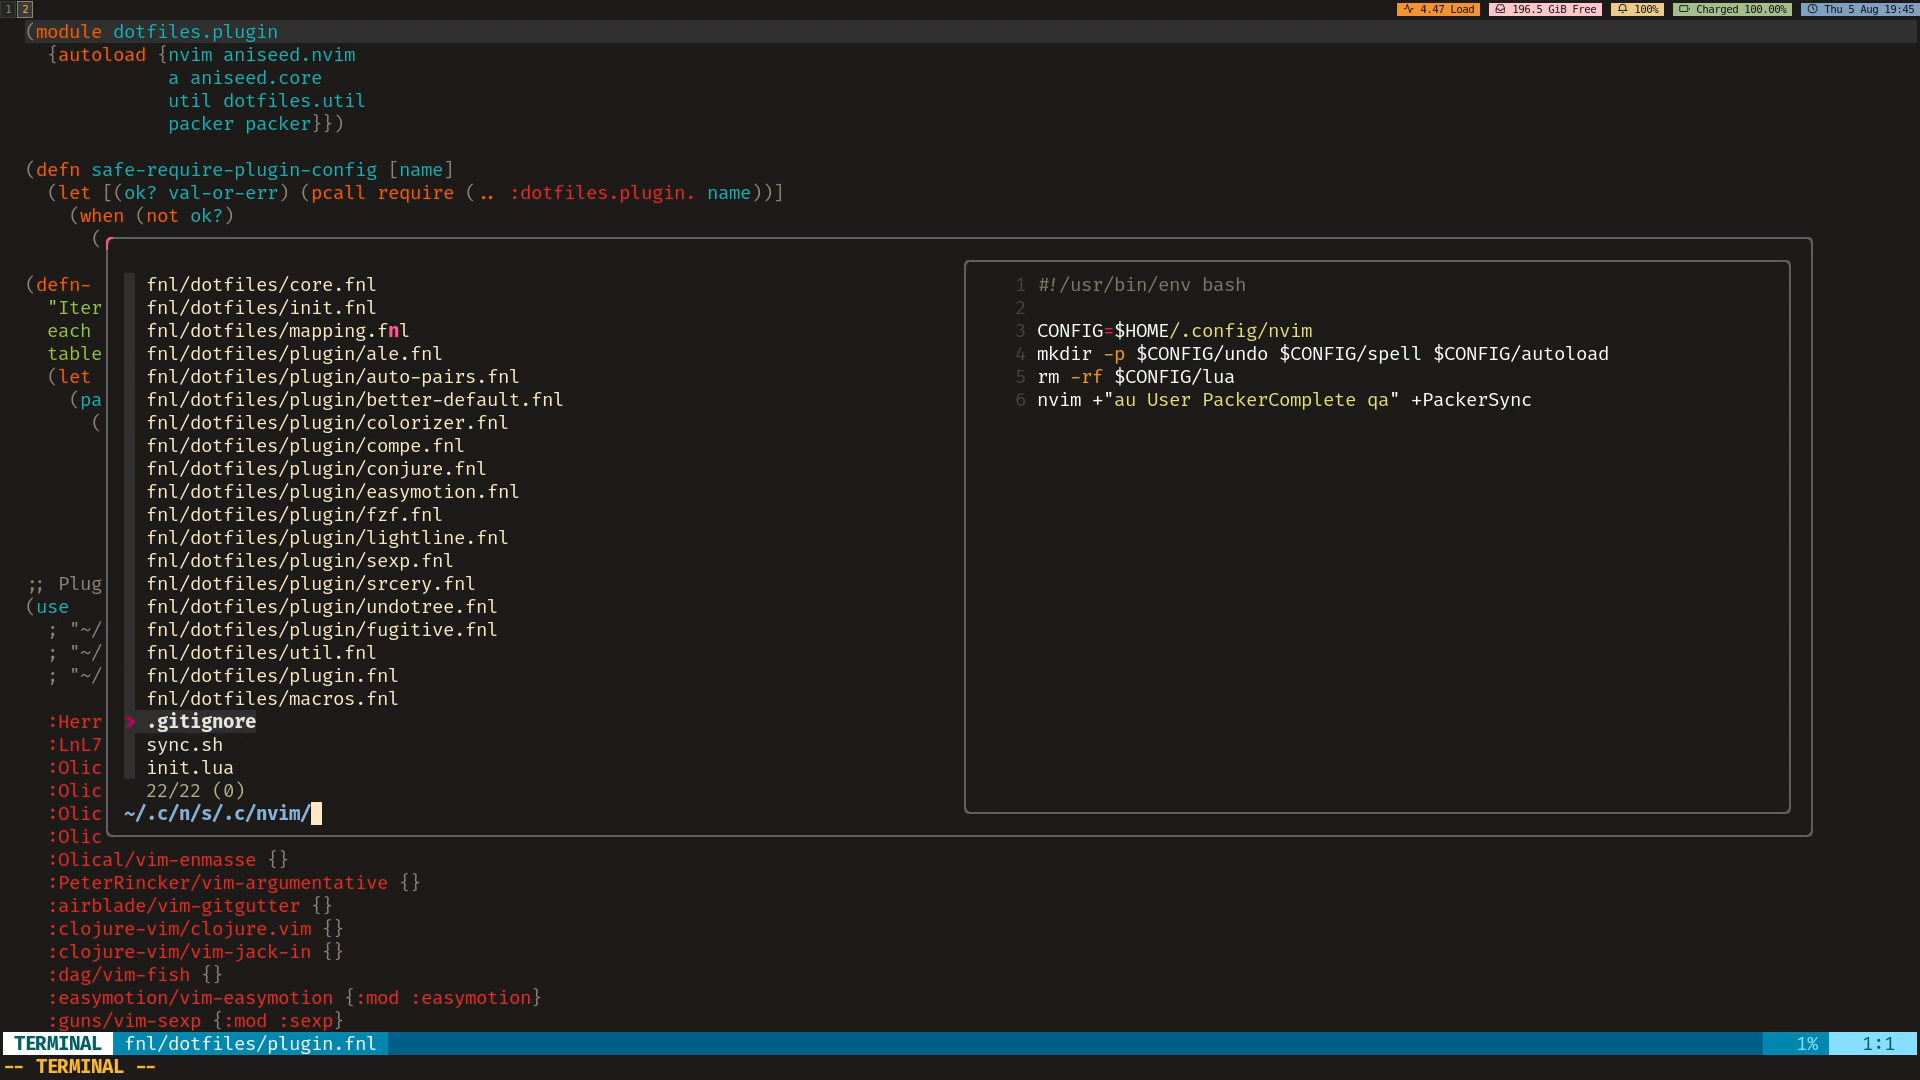 1 2 4.47 Load 196.5 GiB Free 100% Charged 100.00% Thu 5 Aug 19:45
(module dotfiles.plugin
{autoload {nvim aniseed.nvim
a aniseed.core
util dotfiles.util
packer packer}})
(defn safe-require-plugin-config [name]
(let [(ok? val-or-err) (pcall require (.. :dotfiles.plugin. name))]
(when (not ok?)
(
(defn-
"Iter
each
table
(let
(pa
(
;; Plug
(use
; "~/
; "~/
; "~/
:Herr
:LnL7
:Olic
:Olic
:Olic
:Olic
fnl/dotfiles/core.fnl
fnl/dotfiles/init.fnl
fnl/dotfiles/mapping.fnl
fnl/dotfiles/plugin/ale.fnl
fnl/dotfiles/plugin/auto-pairs.fnl
fnl/dotfiles/plugin/better-default.fnl
fnl/dotfiles/plugin/colorizer.fnl
fnl/dotfiles/plugin/compe.fnl
fnl/dotfiles/plugin/conjure.fnl
fnl/dotfiles/plugin/easymotion.fnl
fnl/dotfiles/plugin/fzf.fnl
fnl/dotfiles/plugin/lightline.fnl
fnl/dotfiles/plugin/sexp.fnl
fnl/dotfiles/plugin/srcery.fnl
fnl/dotfiles/plugin/undotree.fnl
fnl/dotfiles/plugin/fugitive.fnl
fnl/dotfiles/util.fnl
fnl/dotfiles/plugin.fnl
fnl/dotfiles/macros.fnl
> .gitignore
sync.sh
init.lua
22/22 (0)
~/.c/n/s/.c/nvim/
1 #!/usr/bin/env bash
2
3 CONFIG=$HOME/.config/nvim
4 mkdir -p $CONFIG/undo $CONFIG/spell $CONFIG/autoload
5 rm -rf $CONFIG/lua
6 nvim +"au User PackerComplete qa" +PackerSync
:Olical/vim-enmasse {}
:PeterRincker/vim-argumentative {}
:airblade/vim-gitgutter {}
:clojure-vim/clojure.vim {}
:clojure-vim/vim-jack-in {}
:dag/vim-fish {}
:easymotion/vim-easymotion {:mod :easymotion}
:guns/vim-sexp {:mod :sexp}
TERMINAL fnl/dotfiles/plugin.fnl 1% 1:1
-- TERMINAL --